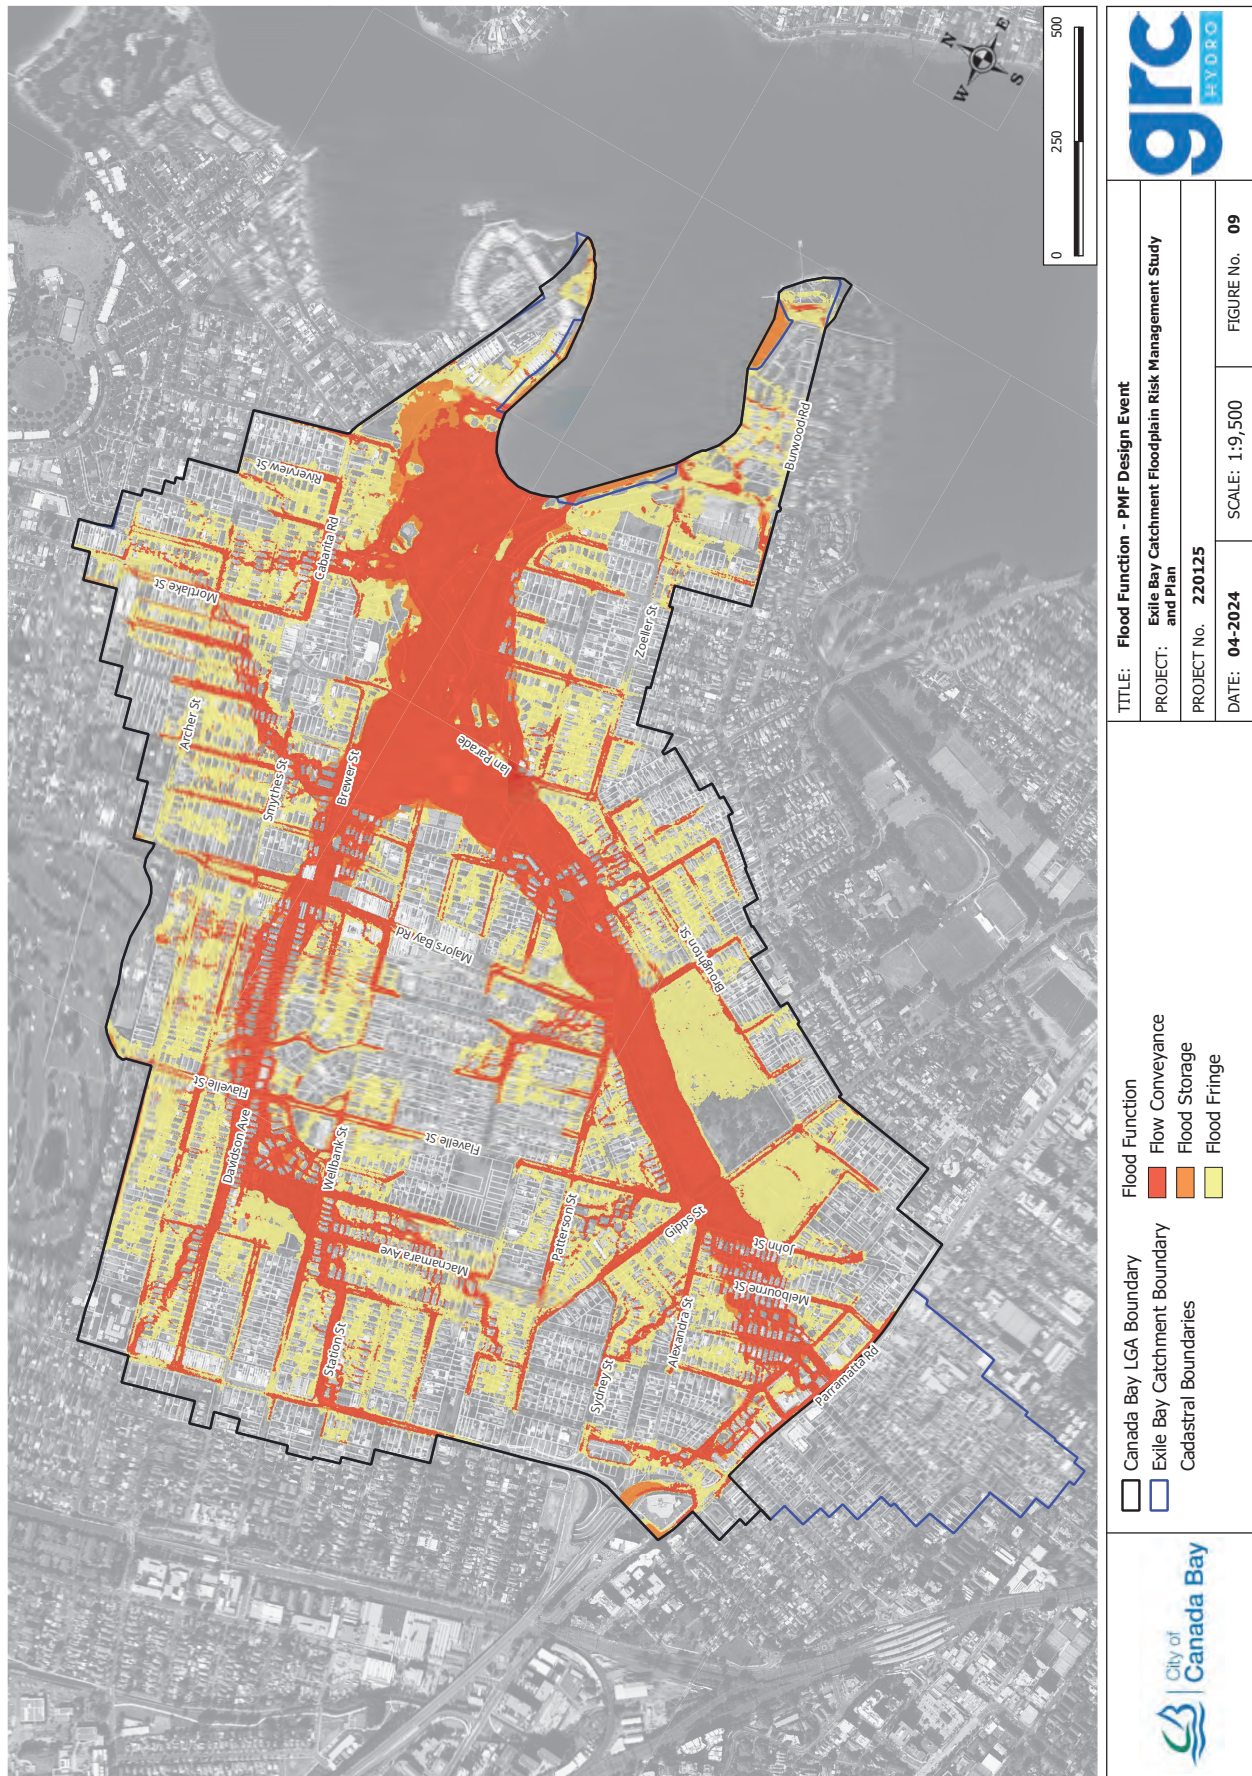 N
E
S
W
0
250
500
Riverview St
Cabarita Rd
Mortlake St
Archer St
Smythes St
Brewer St
Ian Parade
Zoeller St
Burwood Rd
Majors Bay Rd
Broughton St
Flavelle St
Davidson Ave
Wellbank St
Flavelle St
Macnamara Ave
Patterson St
Gipps St
John St
Melbourne St
Alexandra St
Sydney St
Station St
Parramatta Rd
City of
Canada Bay
Canada Bay LGA Boundary
Exile Bay Catchment Boundary
Cadastral Boundaries
Flood Function
Flow Conveyance
Flood Storage
Flood Fringe
TITLE: Flood Function - PMF Design Event
PROJECT: Exile Bay Catchment Floodplain Risk Management Study
and Plan
PROJECT No. 220125
DATE: 04-2024
SCALE: 1:9,500
FIGURE No. 09
grc
HYDRO